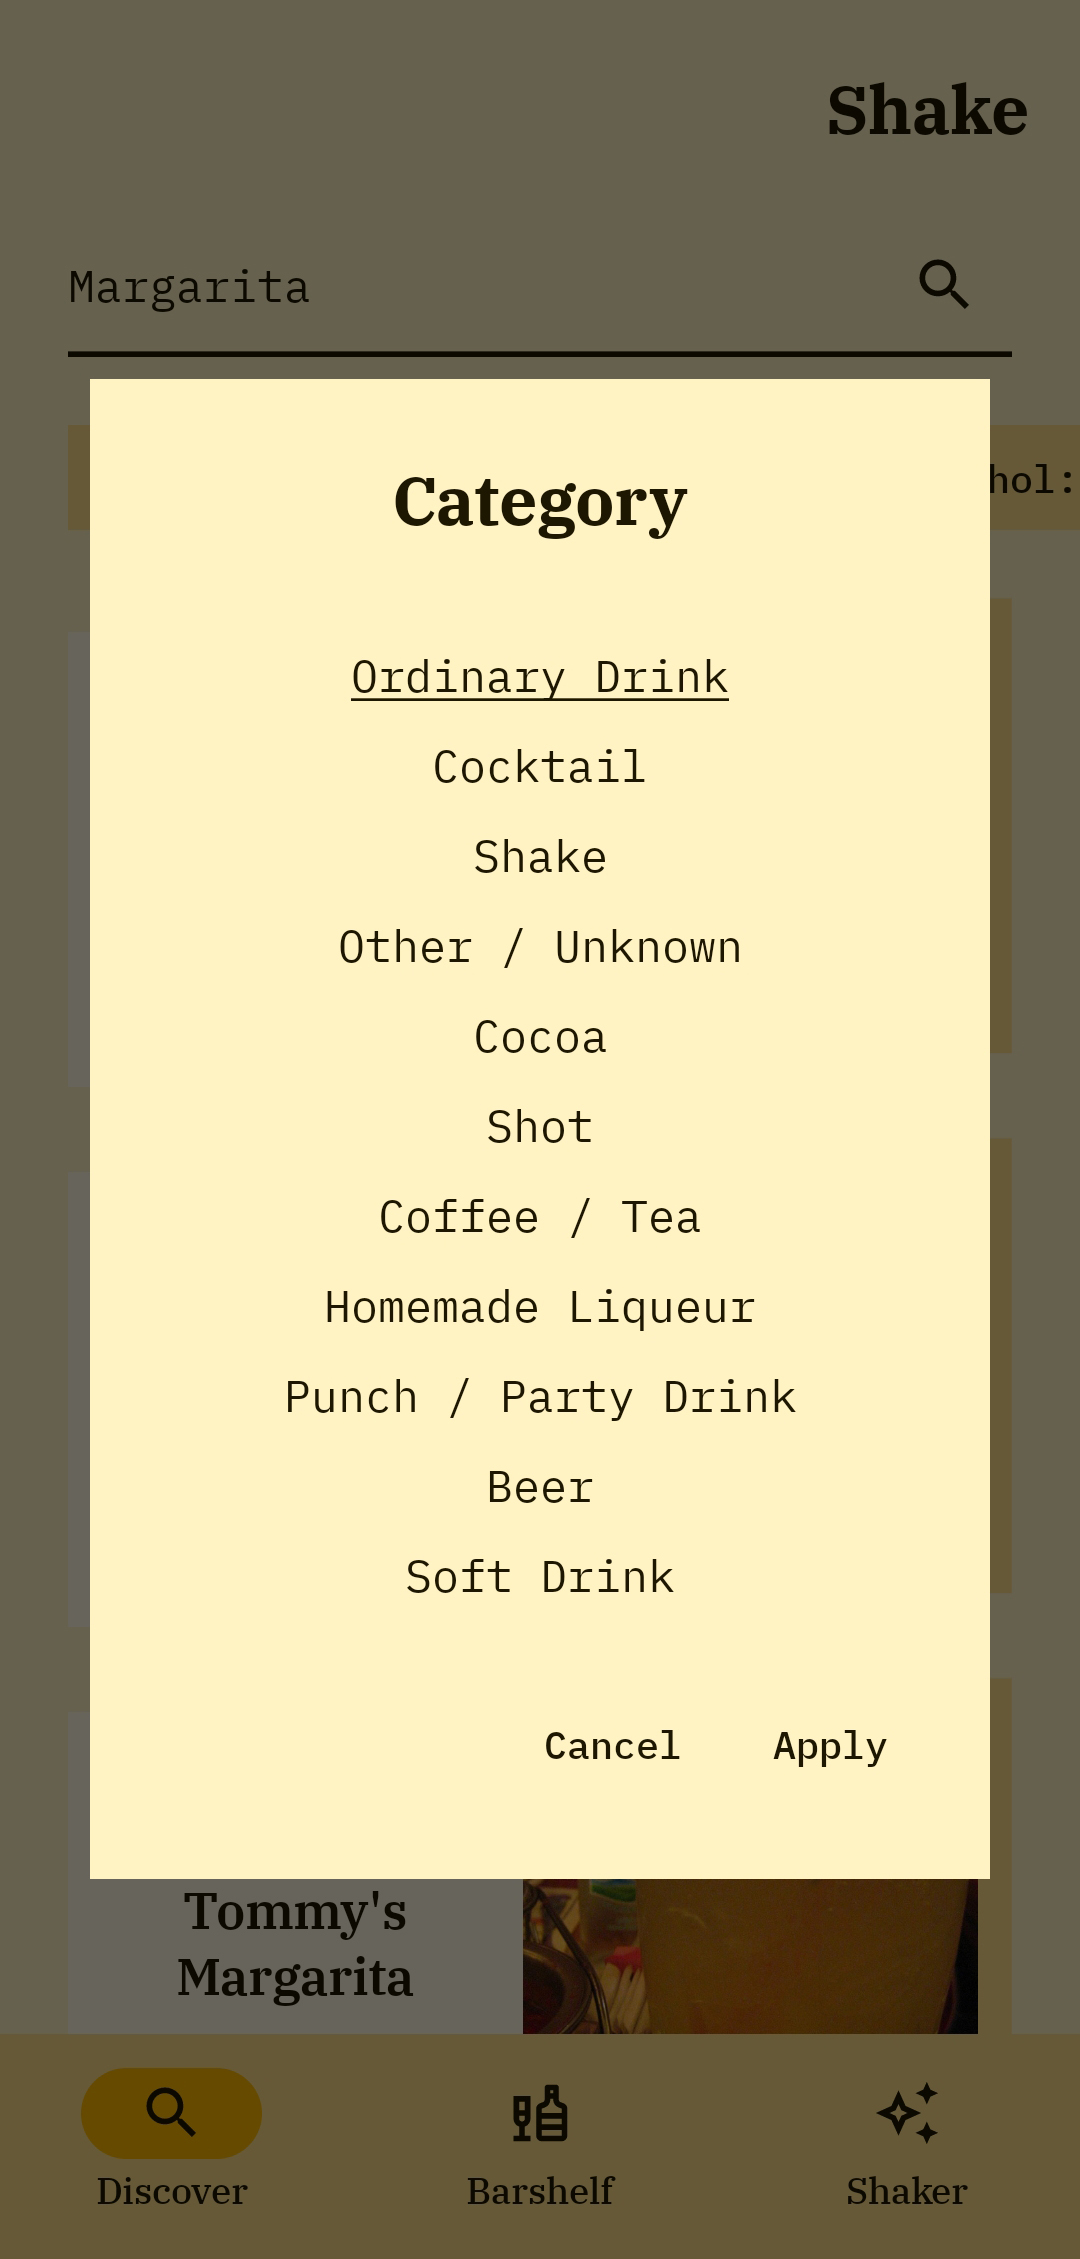 Shake
Margarita
hol:
Category
Ordinary Drink
Cocktail
Shake
Other / Unknown
Cocoa
Shot
Coffee / Tea
Homemade Liqueur
Punch / Party Drink
Beer
Soft Drink
Cancel Apply
Tommy's
Margarita
Discover Barshelf Shaker